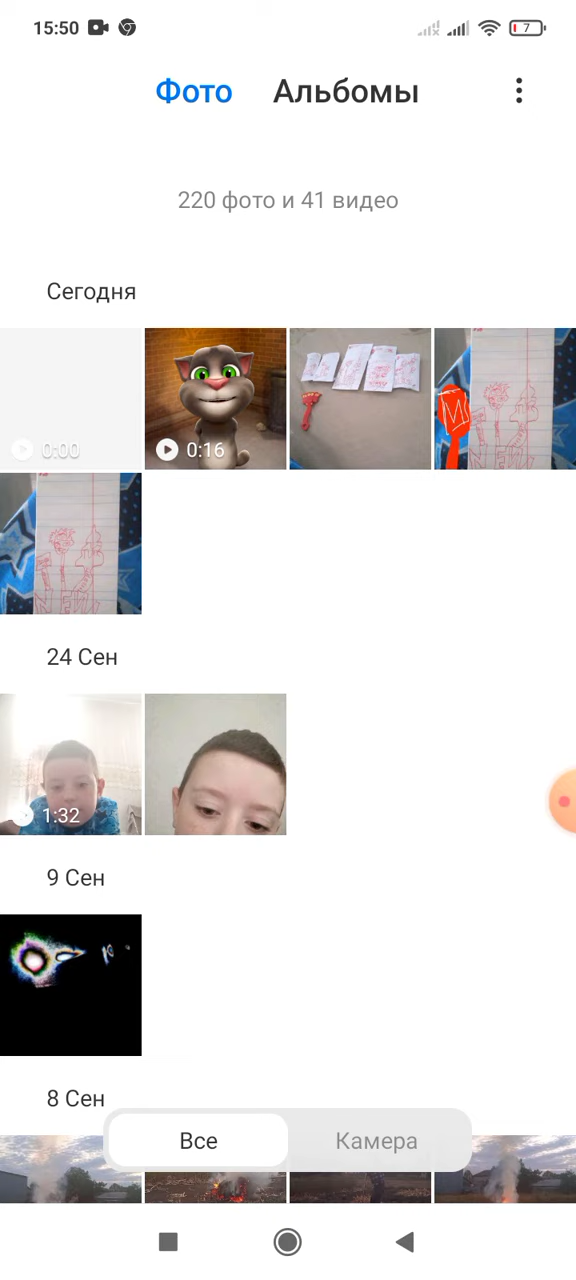 15:50 7
Фото Альбомы
220 фото и 41 видео
Сегодня
0:00 0:16
24 Сен
1:32
9 Сен
8 Сен
Все Камера